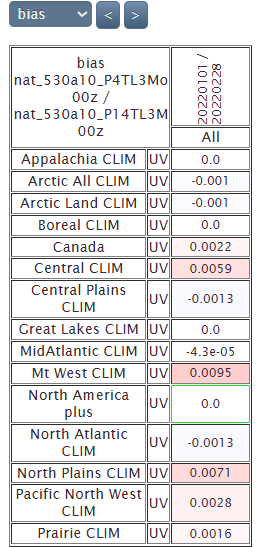 bias
<
>
bias
nat_530a10_P4TL3Mo
00z /
nat_530a10_P14TL3M
00z
20220101 /
20220228
All
Appalachia CLIM UV 0.0
Arctic All CLIM UV -0.001
Arctic Land CLIM UV -0.001
Boreal CLIM UV 0.0
Canada UV 0.0022
Central CLIM UV 0.0059
Central Plains
CLIM UV -0.0013
Great Lakes CLIM UV 0.0
MidAtlantic CLIM UV -4.3e-05
Mt West CLIM UV 0.0095
North America
plus UV 0.0
North Atlantic
CLIM UV -0.0013
North Plains CLIM UV 0.0071
Pacific North West
CLIM UV 0.0028
Prairie CLIM UV 0.0016